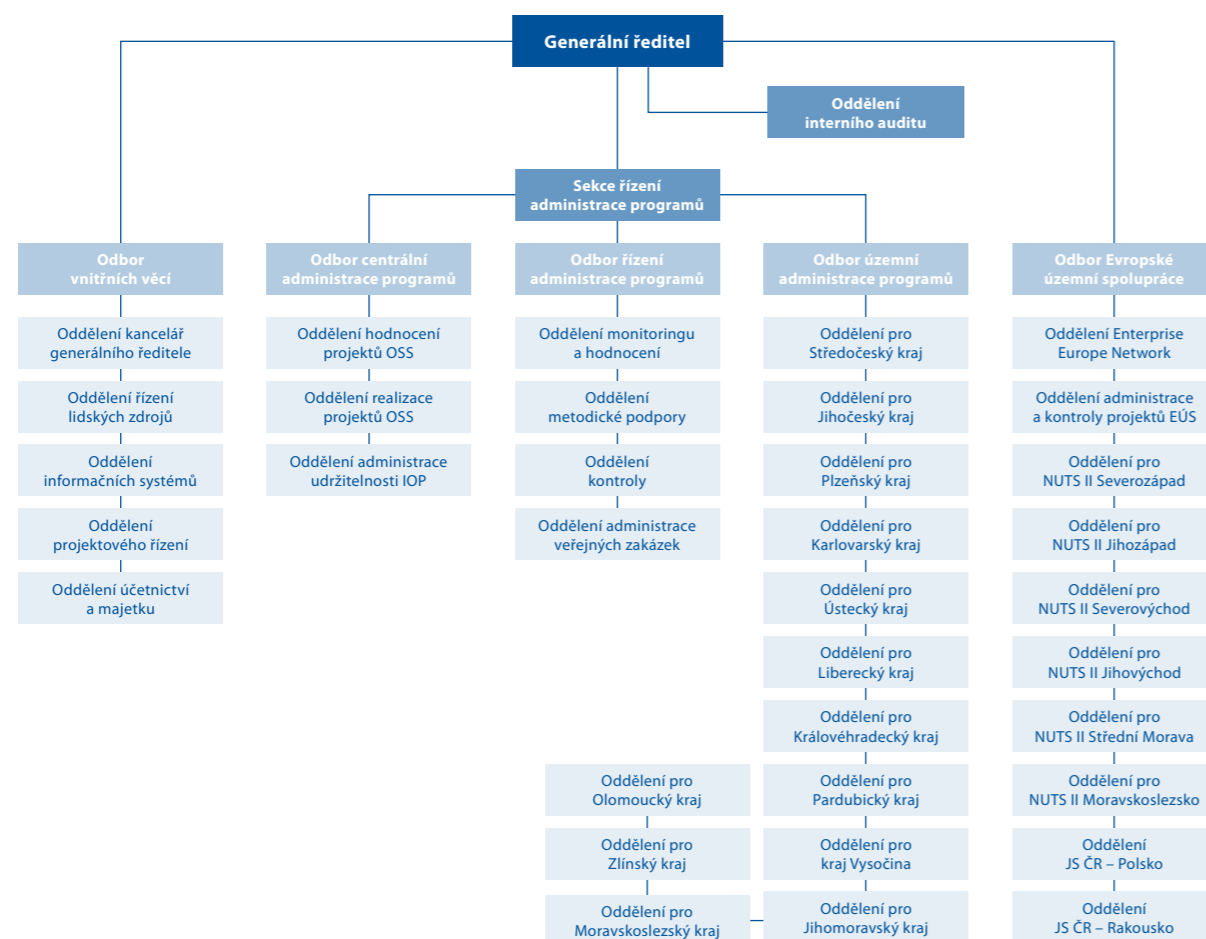 Generální ředitel
Oddělení
interního auditu
Sekce řízení
administrace programů
Odbor
vnitřních věcí
Oddělení kancelář
generálního ředitele
Oddělení řízení
lidských zdrojů
Oddělení
informačních systémů
Oddělení
projektového řízení
Oddělení účetnictví
a majetku
Odbor centrální
administrace programů
Oddělení hodnocení
projektů OSS
Oddělení realizace
projektů OSS
Oddělení administrace
udržitelnosti IOP
Odbor řízení
administrace programů
Oddělení monitoringu
a hodnocení
Oddělení
metodické podpory
Oddělení
kontroly
Oddělení administrace
veřejných zakázek
Odbor územní
administrace programů
Oddělení pro
Středočeský kraj
Oddělení pro
Jihočeský kraj
Oddělení pro
Plzeňský kraj
Oddělení pro
Karlovarský kraj
Oddělení pro
Ústecký kraj
Oddělení pro
Liberecký kraj
Oddělení pro
Královéhradecký kraj
Oddělení pro
Pardubický kraj
Oddělení pro
kraj Vysočina
Oddělení pro
Jihomoravský kraj
Oddělení pro
Olomoucký kraj
Oddělení pro
Zlínský kraj
Oddělení pro
Moravskoslezský kraj
Odbor Evropské
územní spolupráce
Oddělení Enterprise
Europe Network
Oddělení administrace
a kontroly projektů EÚS
Oddělení pro
NUTS II Severozápad
Oddělení pro
NUTS II Jihozápad
Oddělení pro
NUTS II Severovýchod
Oddělení pro
NUTS II Jihovýchod
Oddělení pro
NUTS II Střední Morava
Oddělení pro
NUTS II Moravskoslezsko
Oddělení
JS ČR – Polsko
Oddělení
JS ČR – Rakousko